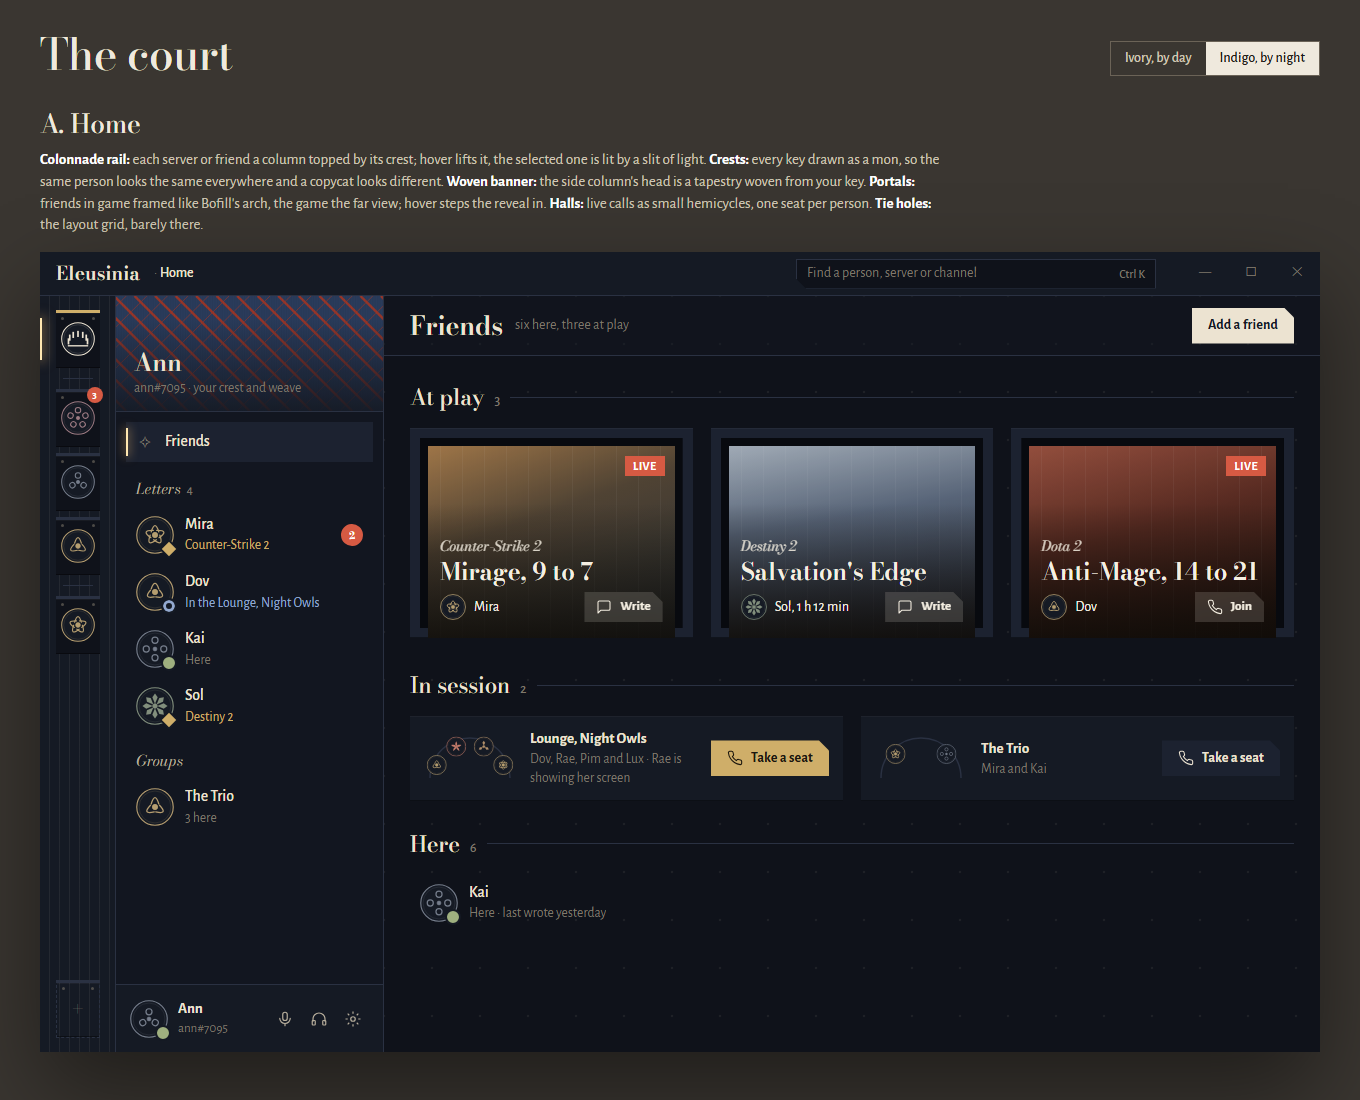 The court
Ivory, by day
Indigo, by night
A. Home
Colonnade rail: each server or friend a column topped by its crest; hover lifts it, the selected one is lit by a slit of light. Crests: every key drawn as a mon, so the
same person looks the same everywhere and a copycat looks different. Woven banner: the side column's head is a tapestry woven from your key. Portals:
friends in game framed like Bofill's arch, the game the far view; hover steps the reveal in. Halls: live calls as small hemicycles, one seat per person. Tie holes:
the layout grid, barely there.
Eleusinia · Home
Find a person, server or channel
Ctrl K
3
Ann
ann#7095 · your crest and weave
Friends
Letters 4
Mira
Counter-Strike 2
2
Dov
In the Lounge, Night Owls
Kai
Here
Sol
Destiny 2
Groups
The Trio
3 here
Ann
ann#7095
Friends
six here, three at play
Add a friend
At play 3
LIVE
Counter-Strike 2
Mirage, 9 to 7
Mira
Write
Destiny 2
Salvation's Edge
Sol, 1 h 12 min
Write
LIVE
Dota 2
Anti-Mage, 14 to 21
Dov
Join
In session 2
Lounge, Night Owls
Dov, Rae, Pim and Lux · Rae is
showing her screen
Take a seat
The Trio
Mira and Kai
Take a seat
Here 6
Kai
Here · last wrote yesterday